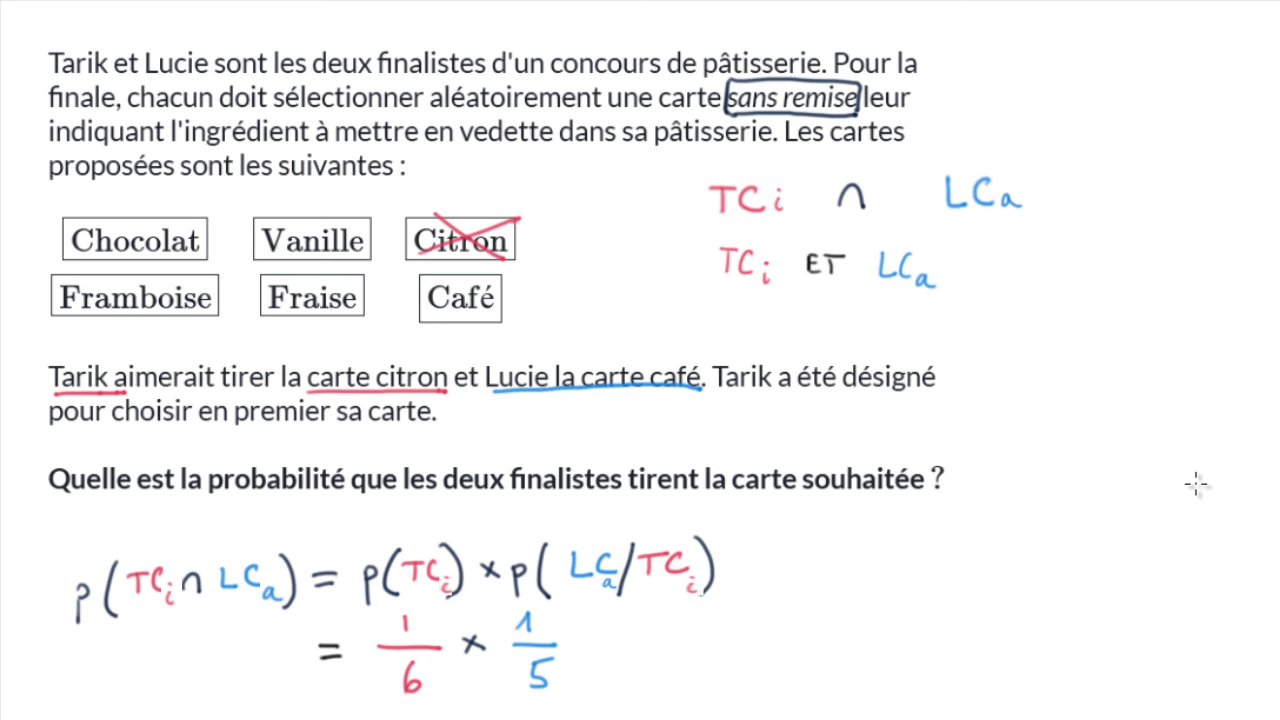 Tarik et Lucie sont les deux finalistes d'un concours de pâtisserie. Pour la
finale, chacun doit sélectionner aléatoirement une carte sans remise leur
indiquant l'ingrédient à mettre en vedette dans sa pâtisserie. Les cartes
proposées sont les suivantes :
TCi ∩ LCa
Chocolat Vanille Citron
TCi ET LCa
Framboise Fraise Café
Tarik aimerait tirer la carte citron et Lucie la carte café. Tarik a été désigné
pour choisir en premier sa carte.
Quelle est la probabilité que les deux finalistes tirent la carte souhaitée ?
p(TCi ∩ LCa) = p(TCi) × p(LCa/TCi)
= 1/6 × 1/5